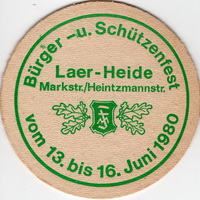 Bürger -u. Schützenfest
Laer-Heide
Markstr./Heintzmannstr.
vom 13. bis 16. Juni 1980